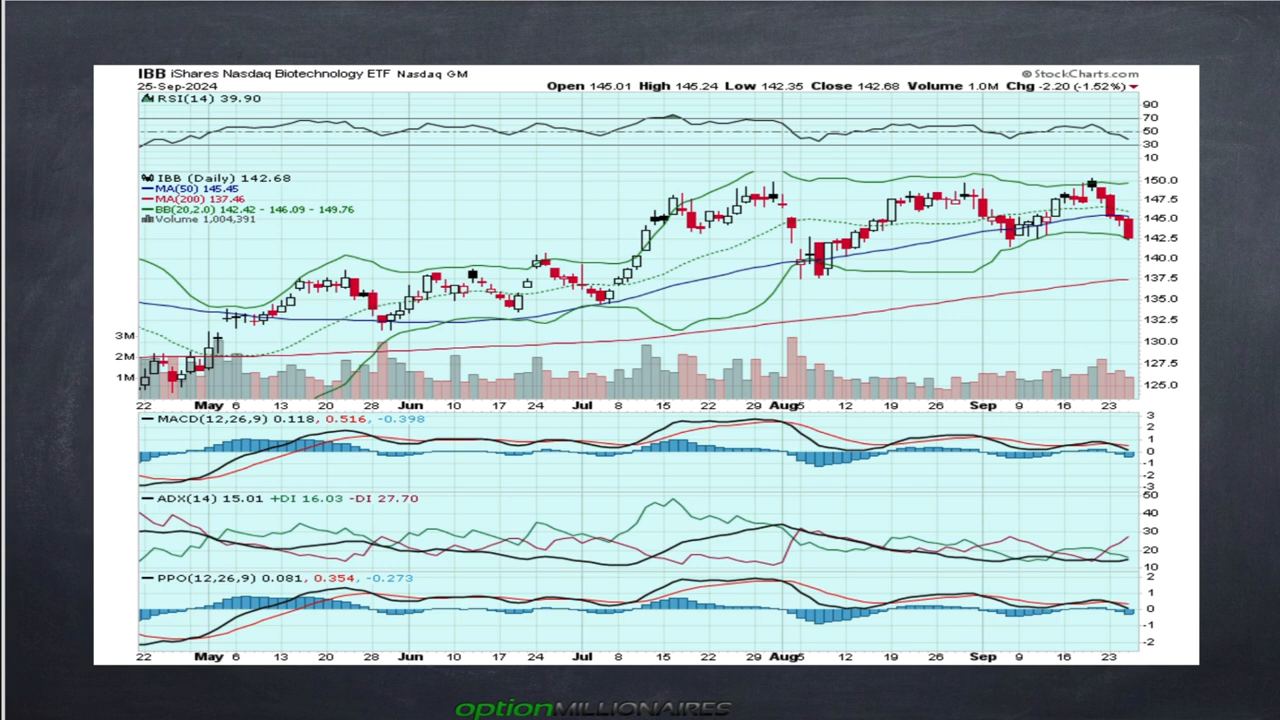 IBB iShares Nasdaq Biotechnology ETF Nasdaq GM
© StockCharts.com
25-Sep-2024
Open 145.01 High 145.24 Low 142.35 Close 142.68 Volume 1.0M Chg -2.20 (-1.52%)
RSI(14) 39.90
90
70
50
30
10
IBB (Daily) 142.68
MA(50) 145.45
MA(200) 137.46
BB(20,2.0) 142.42 - 146.09 - 149.76
Volume 1,004,391
150.0
147.5
145.0
142.5
140.0
137.5
135.0
132.5
130.0
127.5
125.0
3M
2M
1M
22 May 6 13 20 28 Jun 10 17 24 Jul 8 15 22 29 Aug 5 12 19 26 Sep 9 16 23
MACD(12,26,9) 0.118, 0.516, -0.398
3
2
1
0
-1
-2
-3
ADX(14) 15.01 +DI 16.03 -DI 27.70
50
40
30
20
10
PPO(12,26,9) 0.081, 0.354, -0.273
2
1
0
-1
-2
22 May 6 13 20 28 Jun 10 17 24 Jul 8 15 22 29 Aug 5 12 19 26 Sep 9 16 23
optionMILLIONAIRES